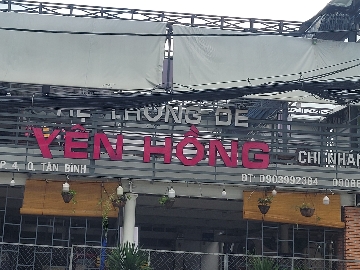 HỆ THỐNG DÊ
YẾN HỒNG
CHI NHÁN
P 4, Q. TÂN BÌNH
ĐT: 0903992384